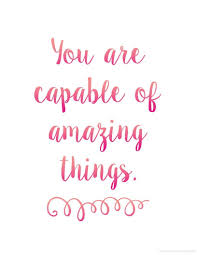 You are
capable of
amazing
things.